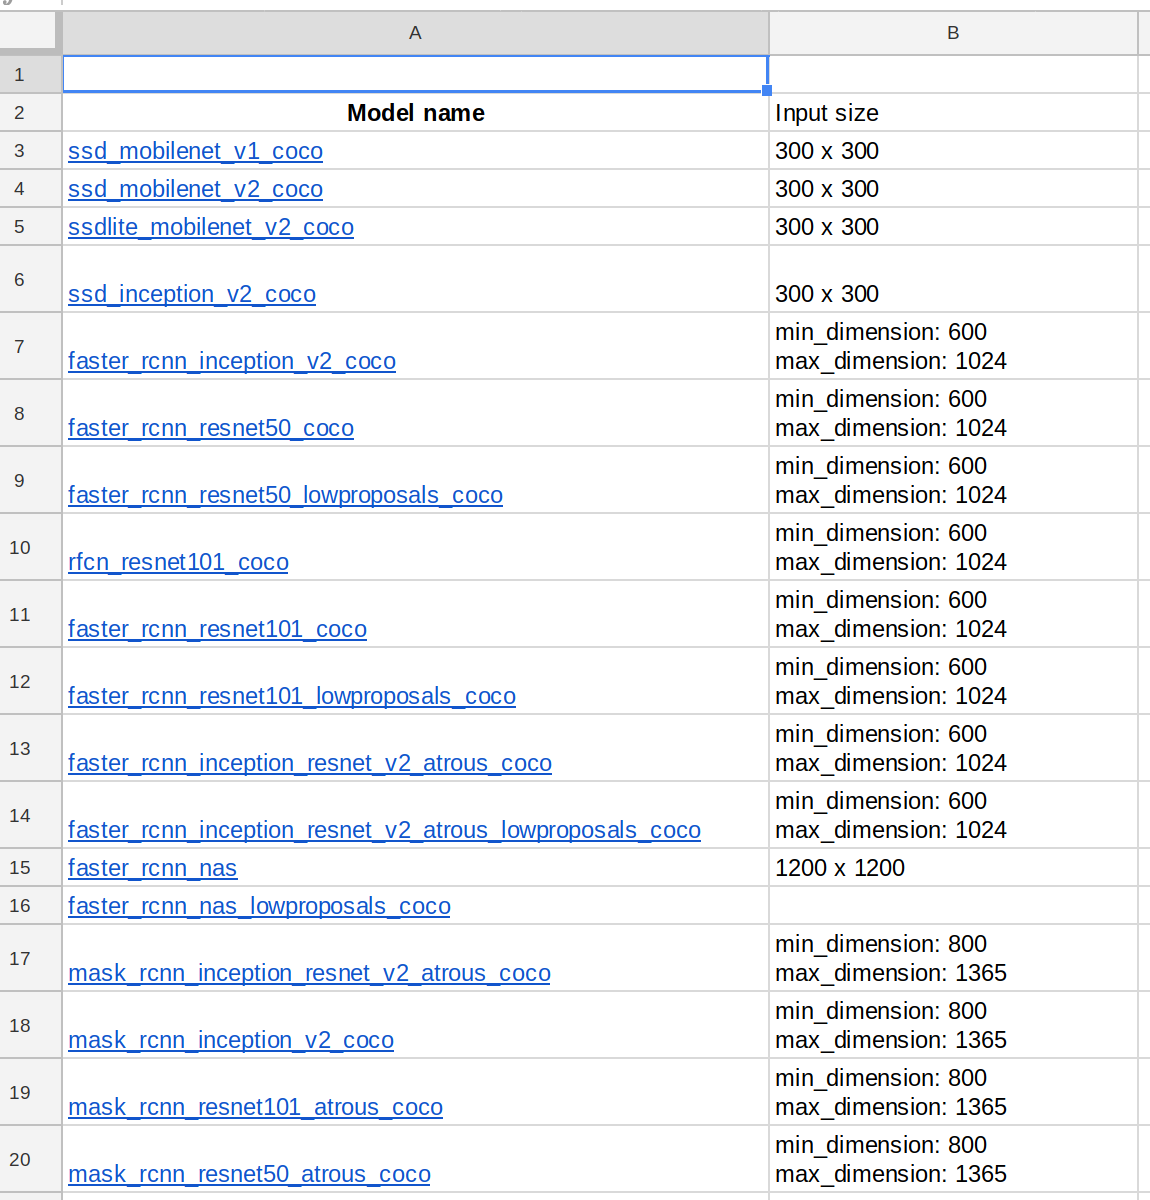 A B
1
2 Model name Input size
3 ssd_mobilenet_v1_coco 300 x 300
4 ssd_mobilenet_v2_coco 300 x 300
5 ssdlite_mobilenet_v2_coco 300 x 300
6 ssd_inception_v2_coco 300 x 300
min_dimension: 600
7 faster_rcnn_inception_v2_coco max_dimension: 1024
min_dimension: 600
8 faster_rcnn_resnet50_coco max_dimension: 1024
min_dimension: 600
9 faster_rcnn_resnet50_lowproposals_coco max_dimension: 1024
min_dimension: 600
10 rfcn_resnet101_coco max_dimension: 1024
min_dimension: 600
11 faster_rcnn_resnet101_coco max_dimension: 1024
min_dimension: 600
12 faster_rcnn_resnet101_lowproposals_coco max_dimension: 1024
min_dimension: 600
13 faster_rcnn_inception_resnet_v2_atrous_coco max_dimension: 1024
min_dimension: 600
14 faster_rcnn_inception_resnet_v2_atrous_lowproposals_coco max_dimension: 1024
15 faster_rcnn_nas 1200 x 1200
16 faster_rcnn_nas_lowproposals_coco
min_dimension: 800
17 mask_rcnn_inception_resnet_v2_atrous_coco max_dimension: 1365
min_dimension: 800
18 mask_rcnn_inception_v2_coco max_dimension: 1365
min_dimension: 800
19 mask_rcnn_resnet101_atrous_coco max_dimension: 1365
min_dimension: 800
20 mask_rcnn_resnet50_atrous_coco max_dimension: 1365